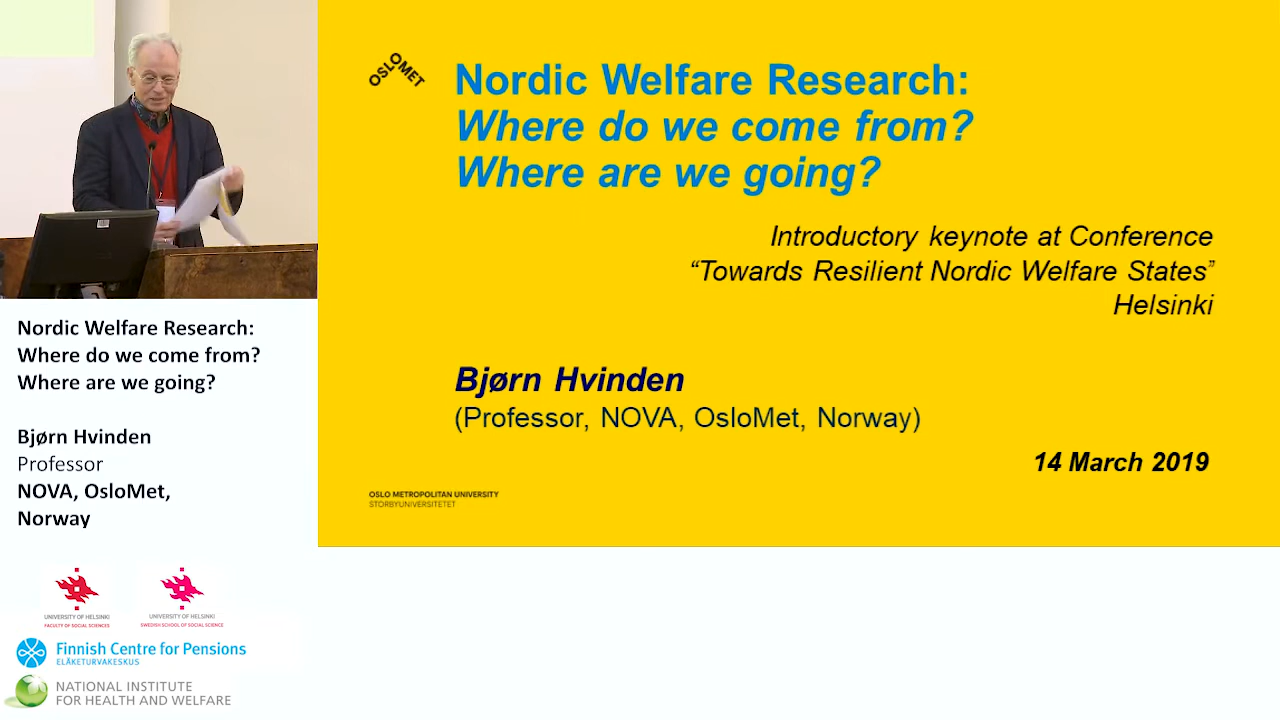 OSLOMET
Nordic Welfare Research:
Where do we come from?
Where are we going?
Introductory keynote at Conference
“Towards Resilient Nordic Welfare States”
Helsinki
Bjørn Hvinden
(Professor, NOVA, OsloMet, Norway)
14 March 2019
OSLO METROPOLITAN UNIVERSITY
STORBYUNIVERSITETET
Nordic Welfare Research:
Where do we come from?
Where are we going?
Bjørn Hvinden
Professor
NOVA, OsloMet,
Norway
UNIVERSITY OF HELSINKI
FACULTY OF SOCIAL SCIENCES
UNIVERSITY OF HELSINKI
SWEDISH SCHOOL OF SOCIAL SCIENCE
Finnish Centre for Pensions
ELÄKETURVAKESKUS
NATIONAL INSTITUTE
FOR HEALTH AND WELFARE